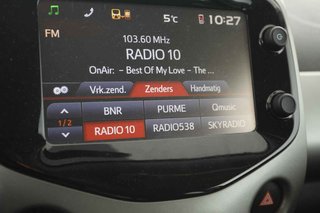 5°C 10:27
FM
103.60 MHz
RADIO 10
OnAir: – Best Of My Love – The ...
Vrk.zend. Zenders Handmatig
BNR PURME Qmusic
1/2 RADIO 10 RADIO538 SKYRADIO